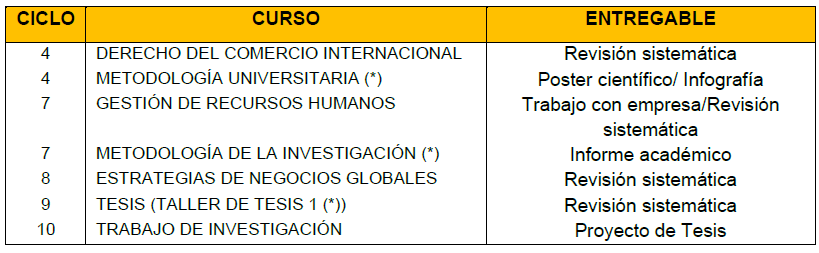 CICLO CURSO ENTREGABLE
4 DERECHO DEL COMERCIO INTERNACIONAL Revisión sistemática
4 METODOLOGÍA UNIVERSITARIA (*) Poster científico/ Infografía
7 GESTIÓN DE RECURSOS HUMANOS Trabajo con empresa/Revisión
sistemática
7 METODOLOGÍA DE LA INVESTIGACIÓN (*) Informe académico
8 ESTRATEGIAS DE NEGOCIOS GLOBALES Revisión sistemática
9 TESIS (TALLER DE TESIS 1 (*)) Revisión sistemática
10 TRABAJO DE INVESTIGACIÓN Proyecto de Tesis